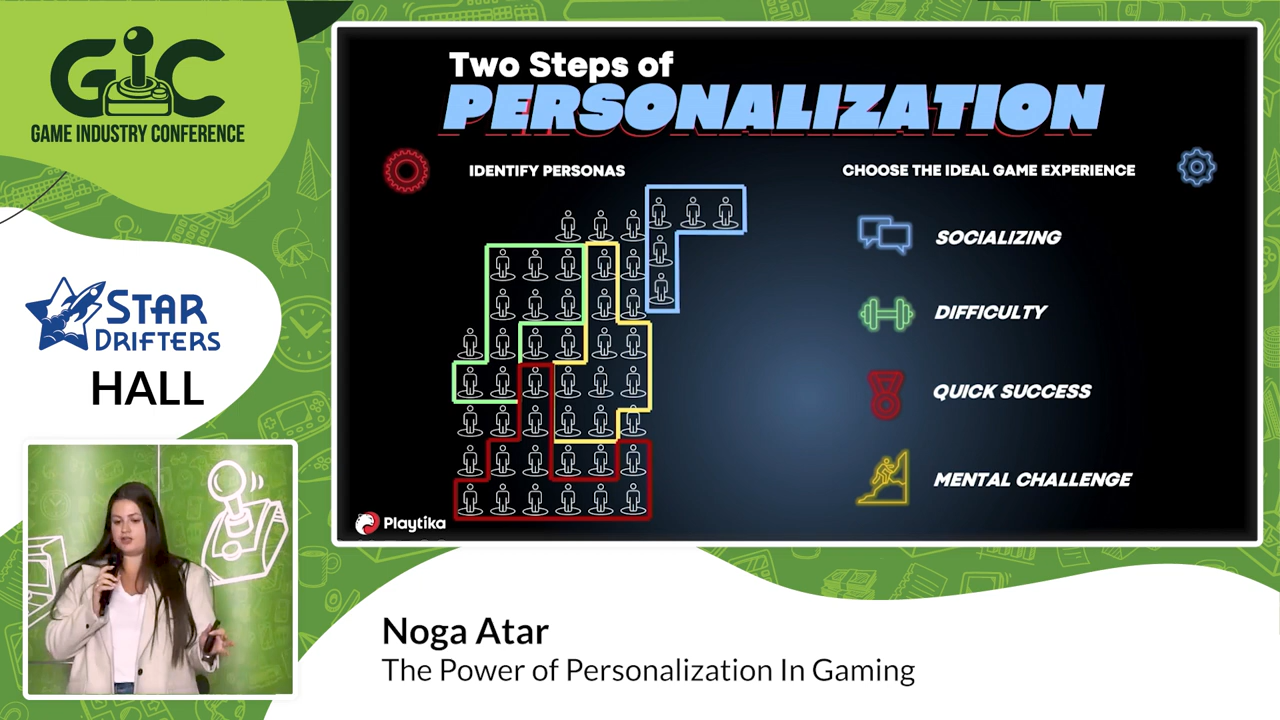 GIC
GAME INDUSTRY CONFERENCE
STAR
DRIFTERS
HALL
Two Steps of
PERSONALIZATION
IDENTIFY PERSONAS
CHOOSE THE IDEAL GAME EXPERIENCE
SOCIALIZING
DIFFICULTY
QUICK SUCCESS
MENTAL CHALLENGE
Playtika
Noga Atar
The Power of Personalization In Gaming